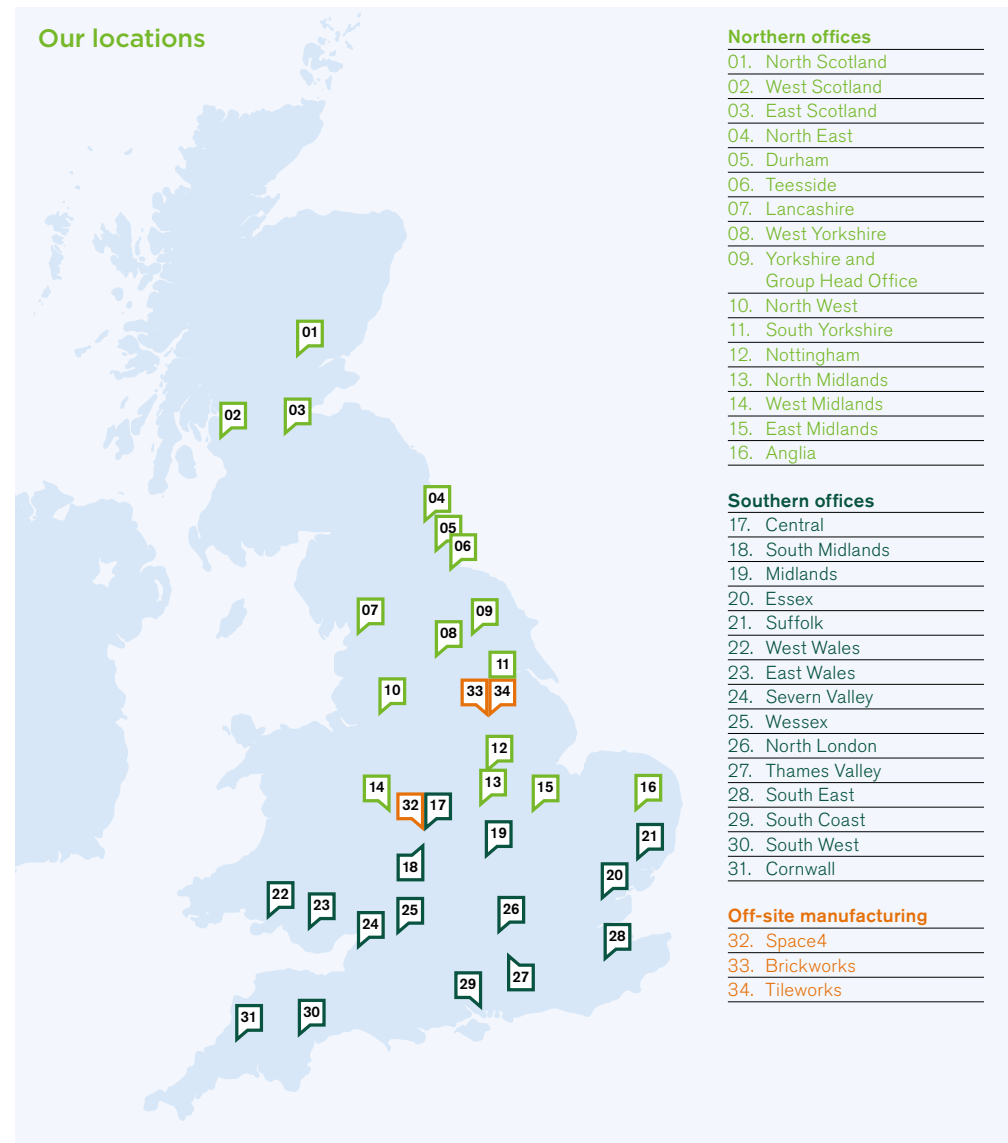 Our locations
Northern offices
01. North Scotland
02. West Scotland
03. East Scotland
04. North East
05. Durham
06. Teesside
07. Lancashire
08. West Yorkshire
09. Yorkshire and
Group Head Office
10. North West
11. South Yorkshire
12. Nottingham
13. North Midlands
14. West Midlands
15. East Midlands
16. Anglia
Southern offices
17. Central
18. South Midlands
19. Midlands
20. Essex
21. Suffolk
22. West Wales
23. East Wales
24. Severn Valley
25. Wessex
26. North London
27. Thames Valley
28. South East
29. South Coast
30. South West
31. Cornwall
Off-site manufacturing
32. Space4
33. Brickworks
34. Tileworks
01
02
03
04
05
06
07
09
08
11
10
33
34
12
13
14
15
16
32
17
19
21
18
20
22
23
25
26
24
28
27
29
30
31